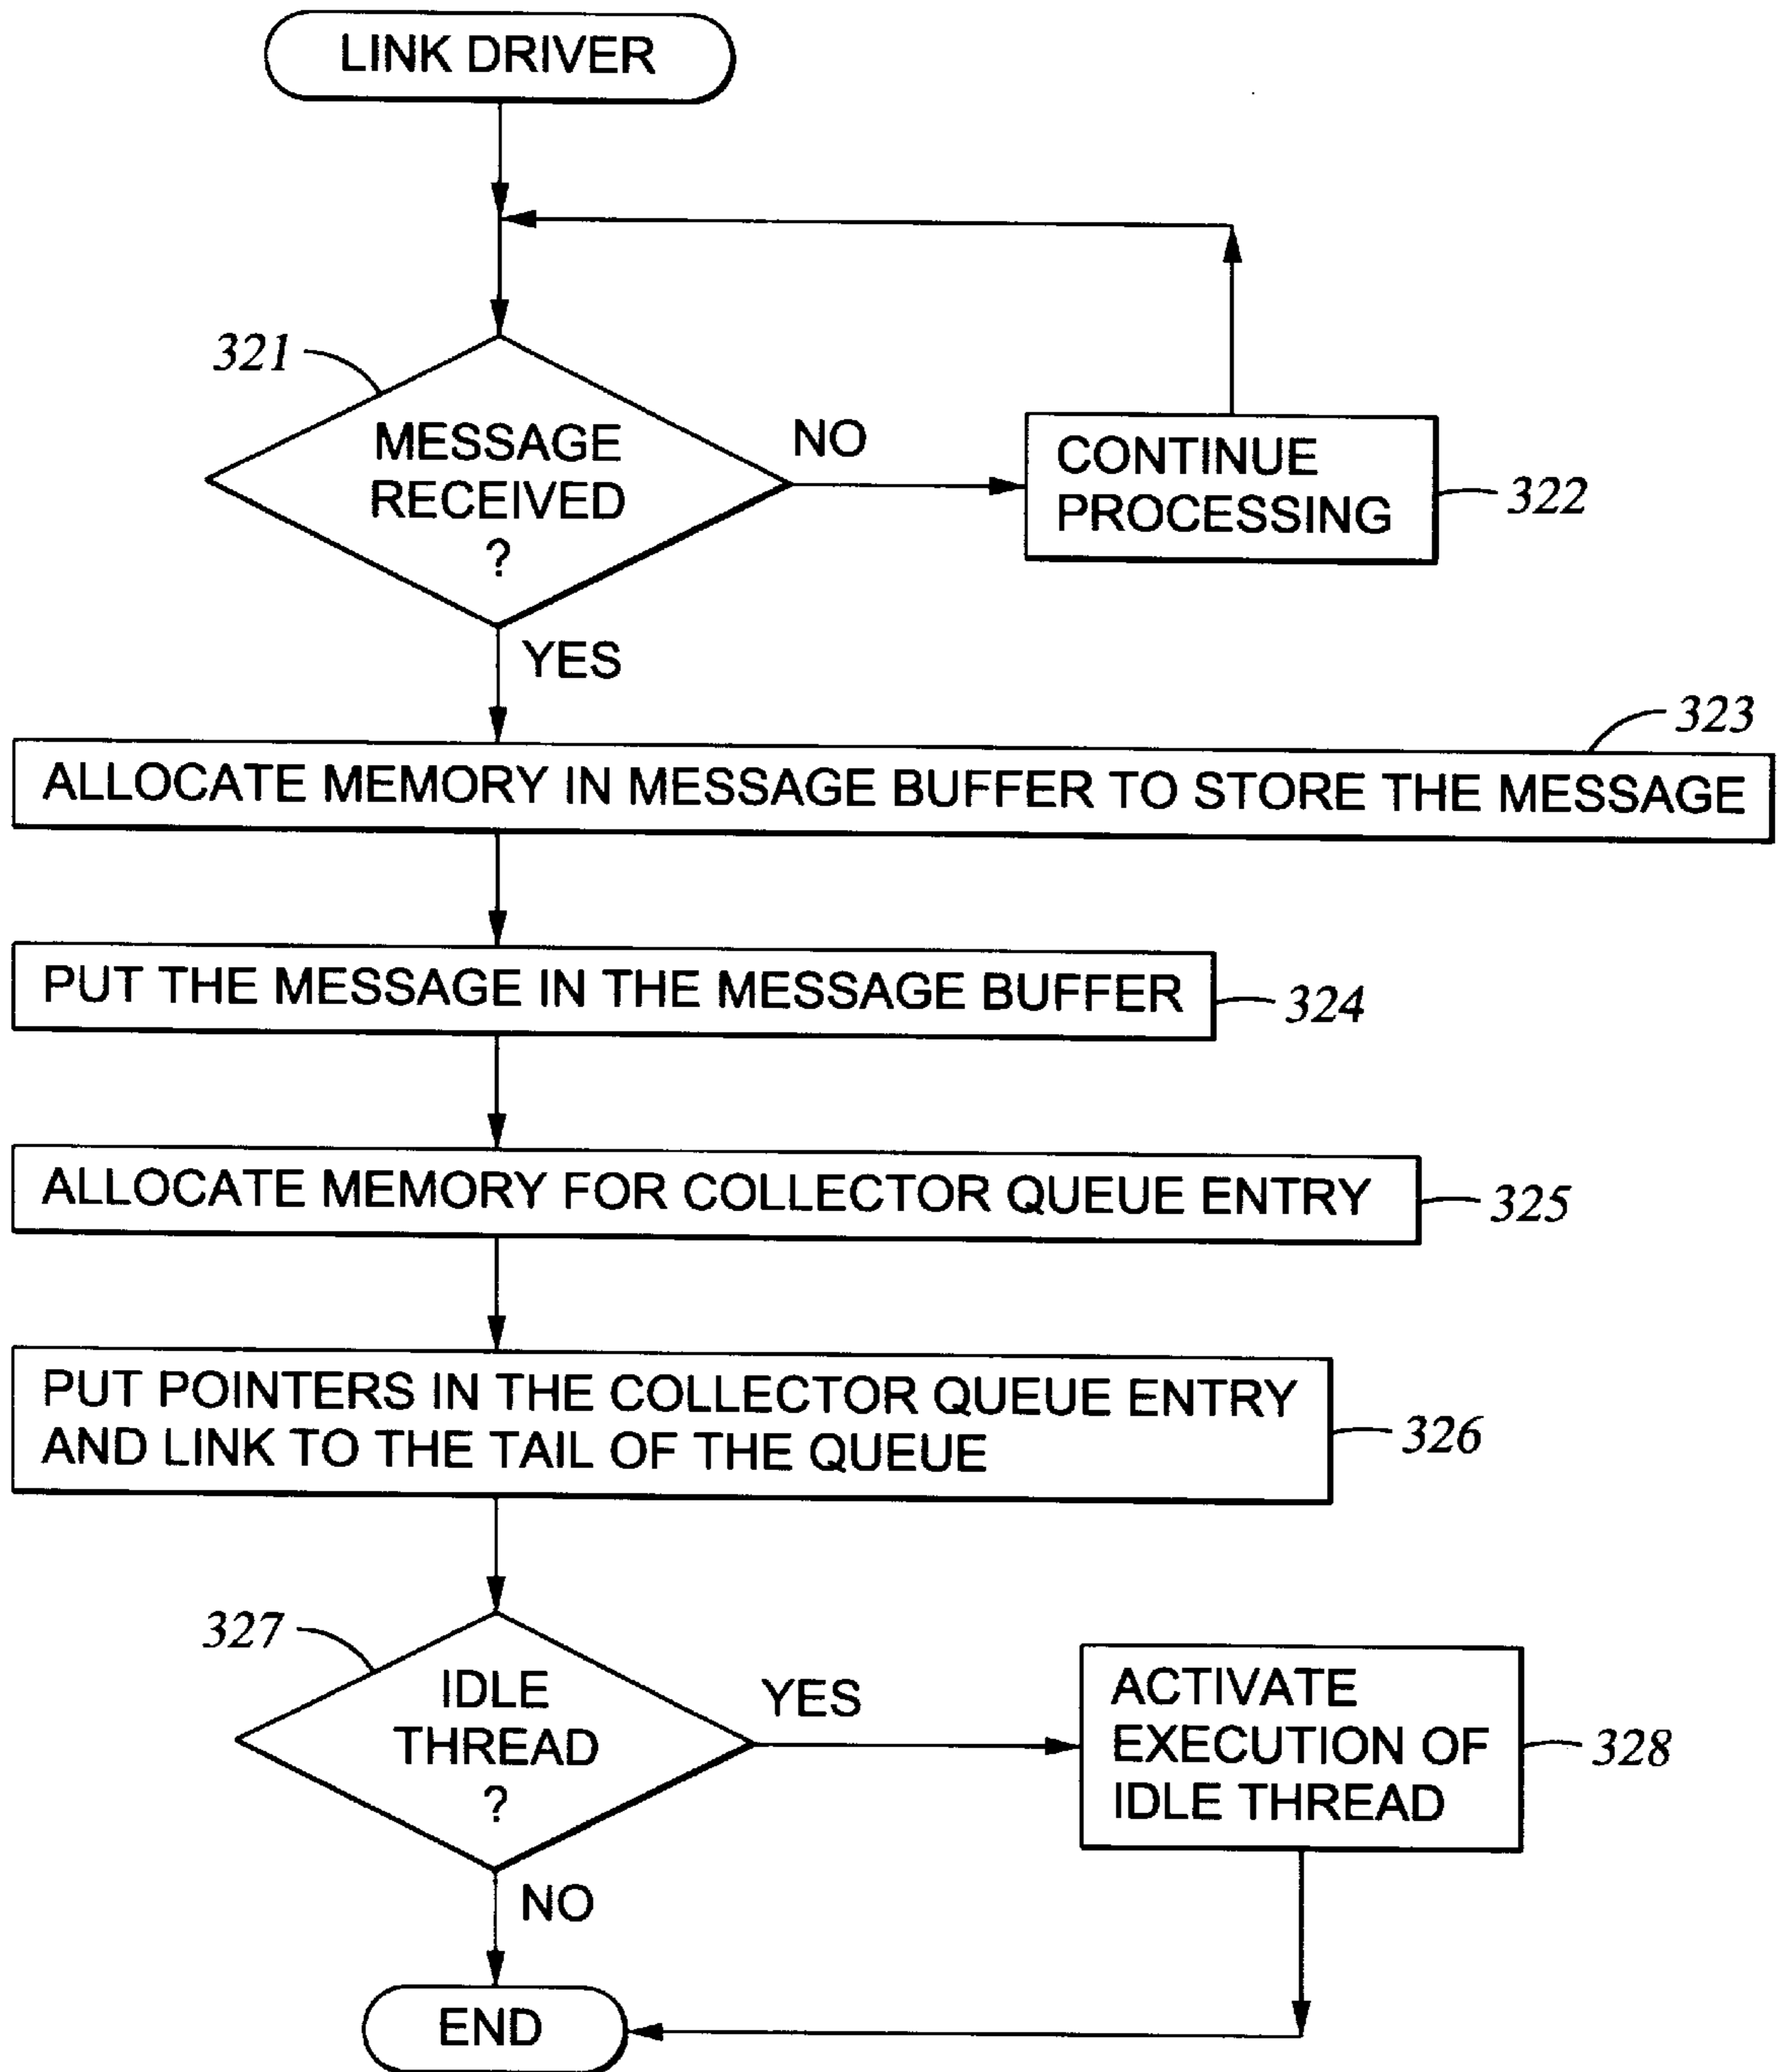 LINK DRIVER
321
MESSAGE
RECEIVED
?
NO
CONTINUE
PROCESSING
322
YES
323
ALLOCATE MEMORY IN MESSAGE BUFFER TO STORE THE MESSAGE
PUT THE MESSAGE IN THE MESSAGE BUFFER
324
ALLOCATE MEMORY FOR COLLECTOR QUEUE ENTRY
325
PUT POINTERS IN THE COLLECTOR QUEUE ENTRY
AND LINK TO THE TAIL OF THE QUEUE
326
327
IDLE
THREAD
?
YES
ACTIVATE
EXECUTION OF
IDLE THREAD
328
NO
END